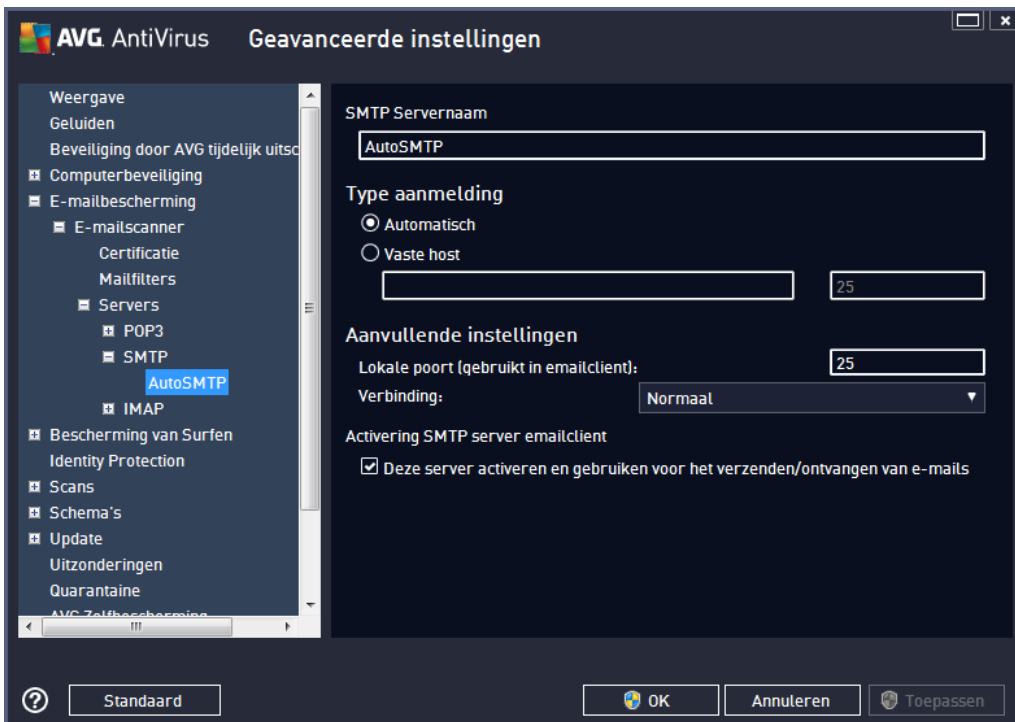 AVG AntiVirus Geavanceerde instellingen
Weergave
Geluiden
Beveiliging door AVG tijdelijk uitsc
Computerbeveiliging
E-mailbescherming
E-mailscanner
Certificatie
Mailfilters
Servers
POP3
SMTP
AutoSMTP
IMAP
Bescherming van Surfen
Identity Protection
Scans
Schema's
Update
Uitzonderingen
Quarantaine
AVG Zelfbescherming
SMTP Servernaam
AutoSMTP
Type aanmelding
Automatisch
Vaste host
25
Aanvullende instellingen
Lokale poort (gebruikt in emailclient): 25
Verbinding: Normaal
Activering SMTP server emailclient
Deze server activeren en gebruiken voor het verzenden/ontvangen van e-mails
? Standaard OK Annuleren Toepassen